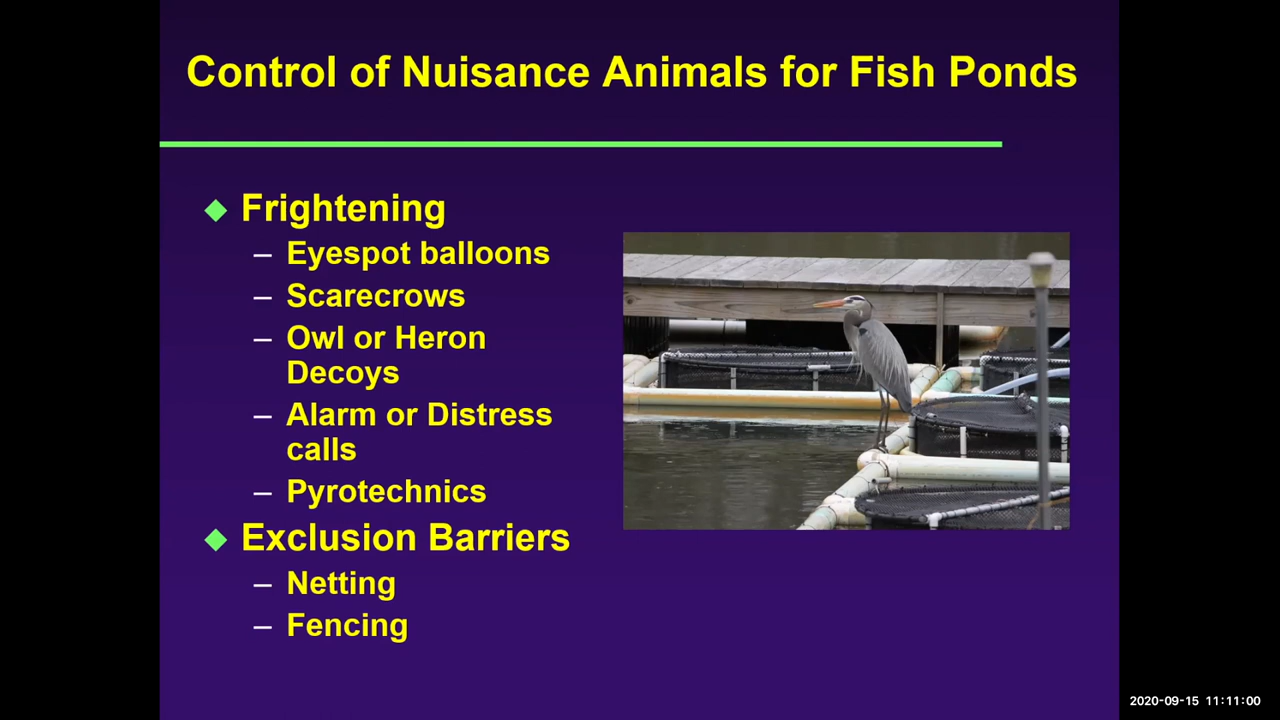 Control of Nuisance Animals for Fish Ponds
Frightening
– Eyespot balloons
– Scarecrows
– Owl or Heron
Decoys
– Alarm or Distress
calls
– Pyrotechnics
Exclusion Barriers
– Netting
– Fencing
2020-09-15 11:11:00